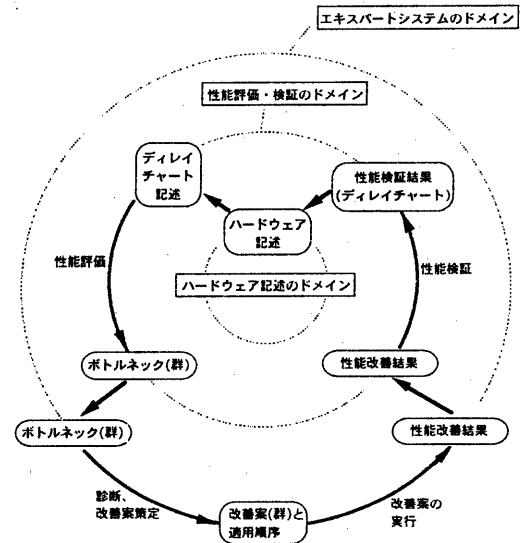 エキスパートシステムのドメイン
性能評価・検証のドメイン
ディレイ
チャート
記述
性能検証結果
(ディレイチャート)
ハードウェア
記述
性能評価
ハードウェア記述のドメイン
性能検証
ボトルネック(群)
性能改善結果
ボトルネック(群)
性能改善結果
診断、
改善案策定
改善案(群)と
適用順序
改善案の
実行